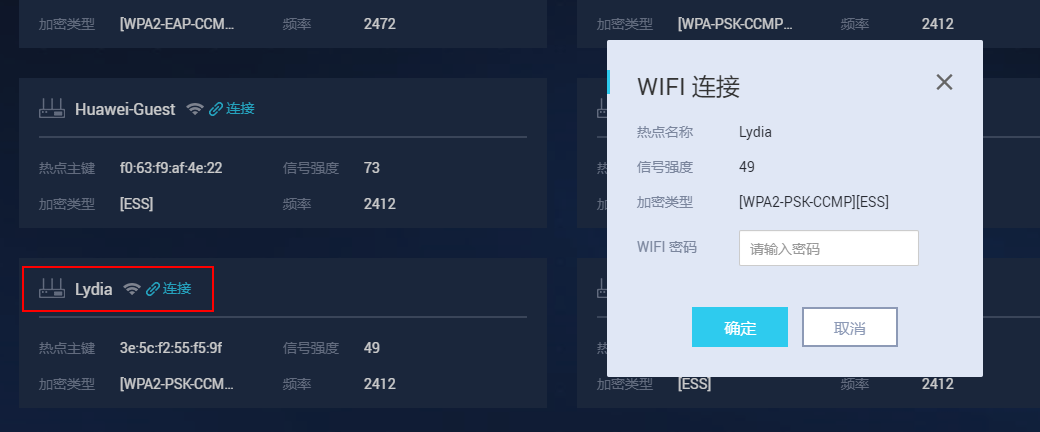 加密类型 [WPA2-EAP-CCM... 频率 2472
[WPA-PSK-CCMP... 频率 2412
Huawei-Guest 连接
热点主键 f0:63:f9:af:4e:22 信号强度 73
加密类型 [ESS] 频率 2412
Lydia 连接
热点主键 3e:5c:f2:55:f5:9f 信号强度 49
加密类型 [WPA2-PSK-CCM... 频率 2412
WIFI 连接
热点名称 Lydia
信号强度 49
加密类型 [WPA2-PSK-CCMP][ESS]
WIFI 密码 请输入密码
确定 取消
加密类型 [ESS] 频率 2412